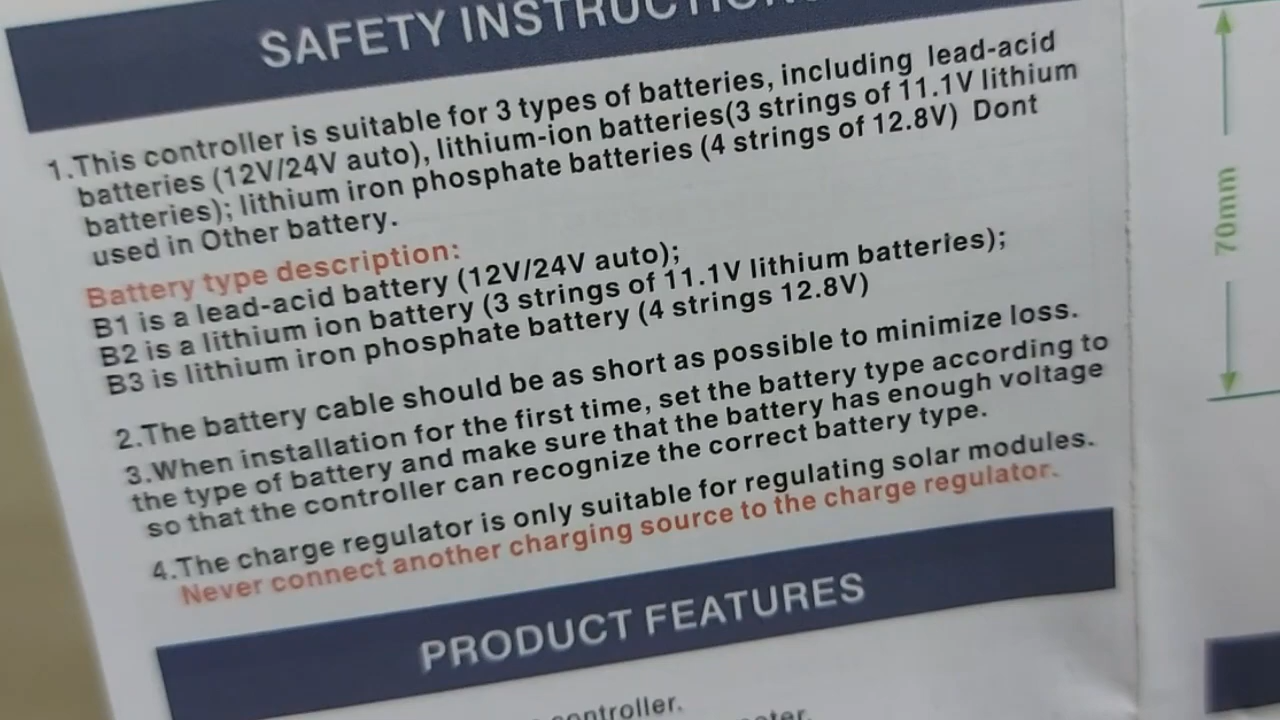 SAFETY INSTRUCTION
1.This controller is suitable for 3 types of batteries, including lead-acid
batteries (12V/24V auto), lithium-ion batteries(3 strings of 11.1V lithium
batteries); lithium iron phosphate batteries (4 strings of 12.8V) Dont
used in Other battery.
Battery type description:
B1 is a lead-acid battery (12V/24V auto);
B2 is a lithium ion battery (3 strings of 11.1V lithium batteries);
B3 is lithium iron phosphate battery (4 strings 12.8V)
2.The battery cable should be as short as possible to minimize loss.
3.When installation for the first time, set the battery type according to
the type of battery and make sure that the battery has enough voltage
so that the controller can recognize the correct battery type.
4.The charge regulator is only suitable for regulating solar modules.
Never connect another charging source to the charge regulator.
PRODUCT FEATURES
controller.
70mm